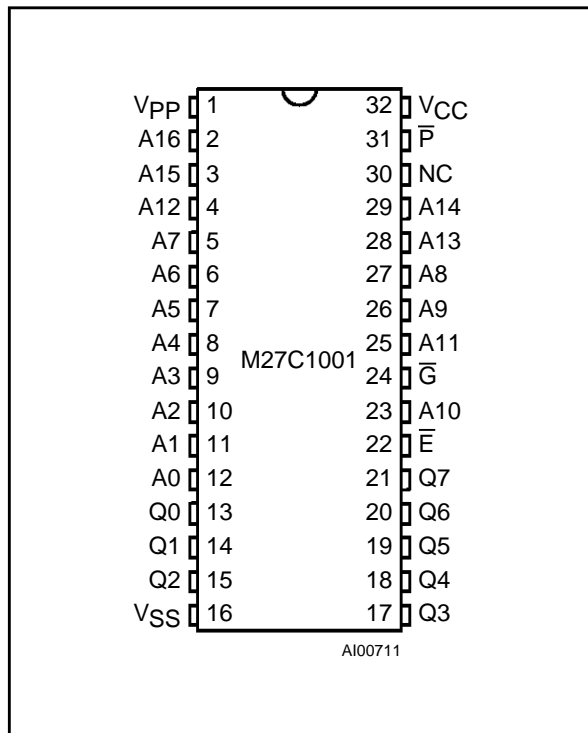 VPP 1 32 VCC
A16 2 31 P̅
A15 3 30 NC
A12 4 29 A14
A7 5 28 A13
A6 6 27 A8
A5 7 26 A9
A4 8 25 A11
M27C1001
A3 9 24 G̅
A2 10 23 A10
A1 11 22 E̅
A0 12 21 Q7
Q0 13 20 Q6
Q1 14 19 Q5
Q2 15 18 Q4
VSS 16 17 Q3
AI00711